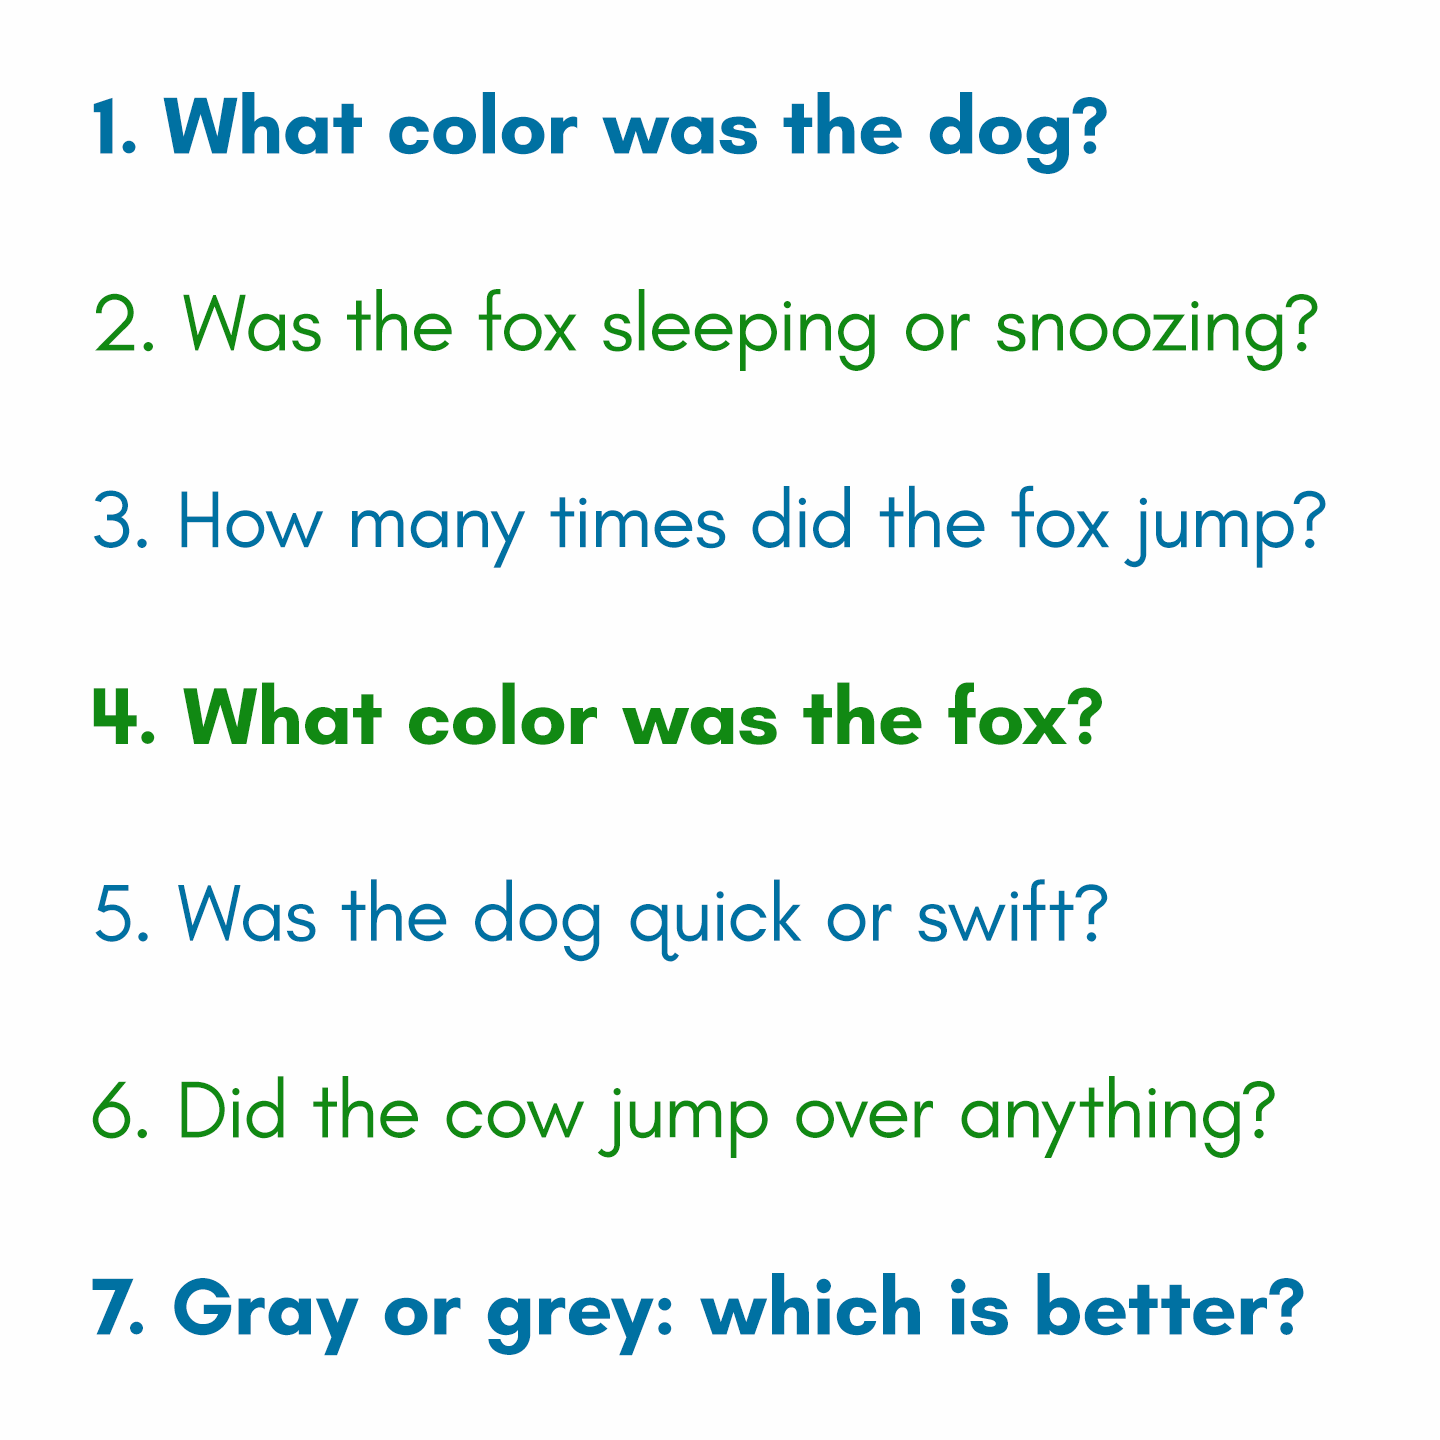 1. What color was the dog?
2. Was the fox sleeping or snoozing?
3. How many times did the fox jump?
4. What color was the fox?
5. Was the dog quick or swift?
6. Did the cow jump over anything?
7. Gray or grey: which is better?